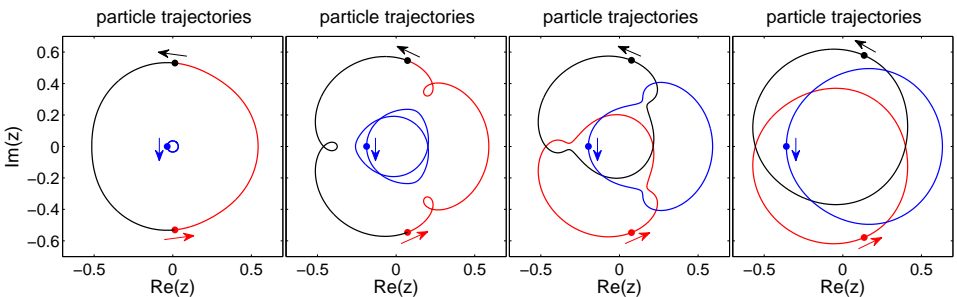 particle trajectories particle trajectories particle trajectories particle trajectories
Im(z)
0.6
0.4
0.2
0
−0.2
−0.4
−0.6
−0.5 0 0.5 −0.5 0 0.5 −0.5 0 0.5 −0.5 0 0.5
Re(z) Re(z) Re(z) Re(z)